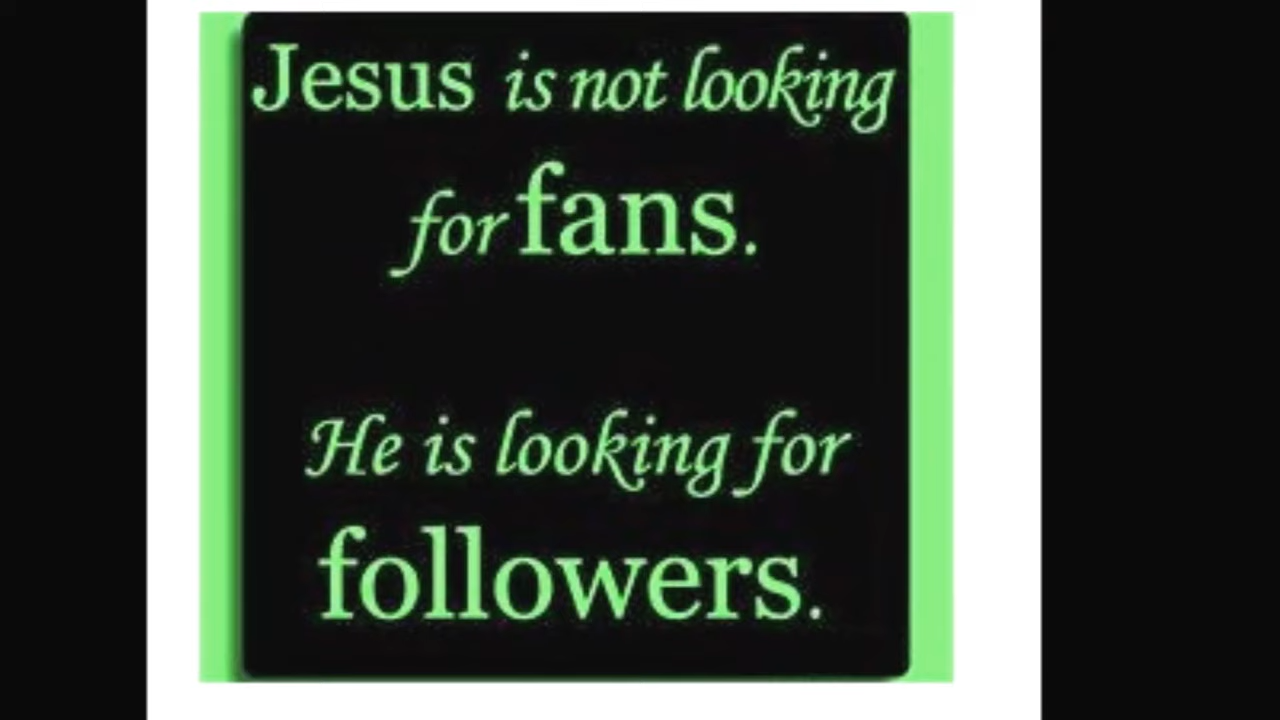 Jesus is not looking
for fans.
He is looking for
followers.